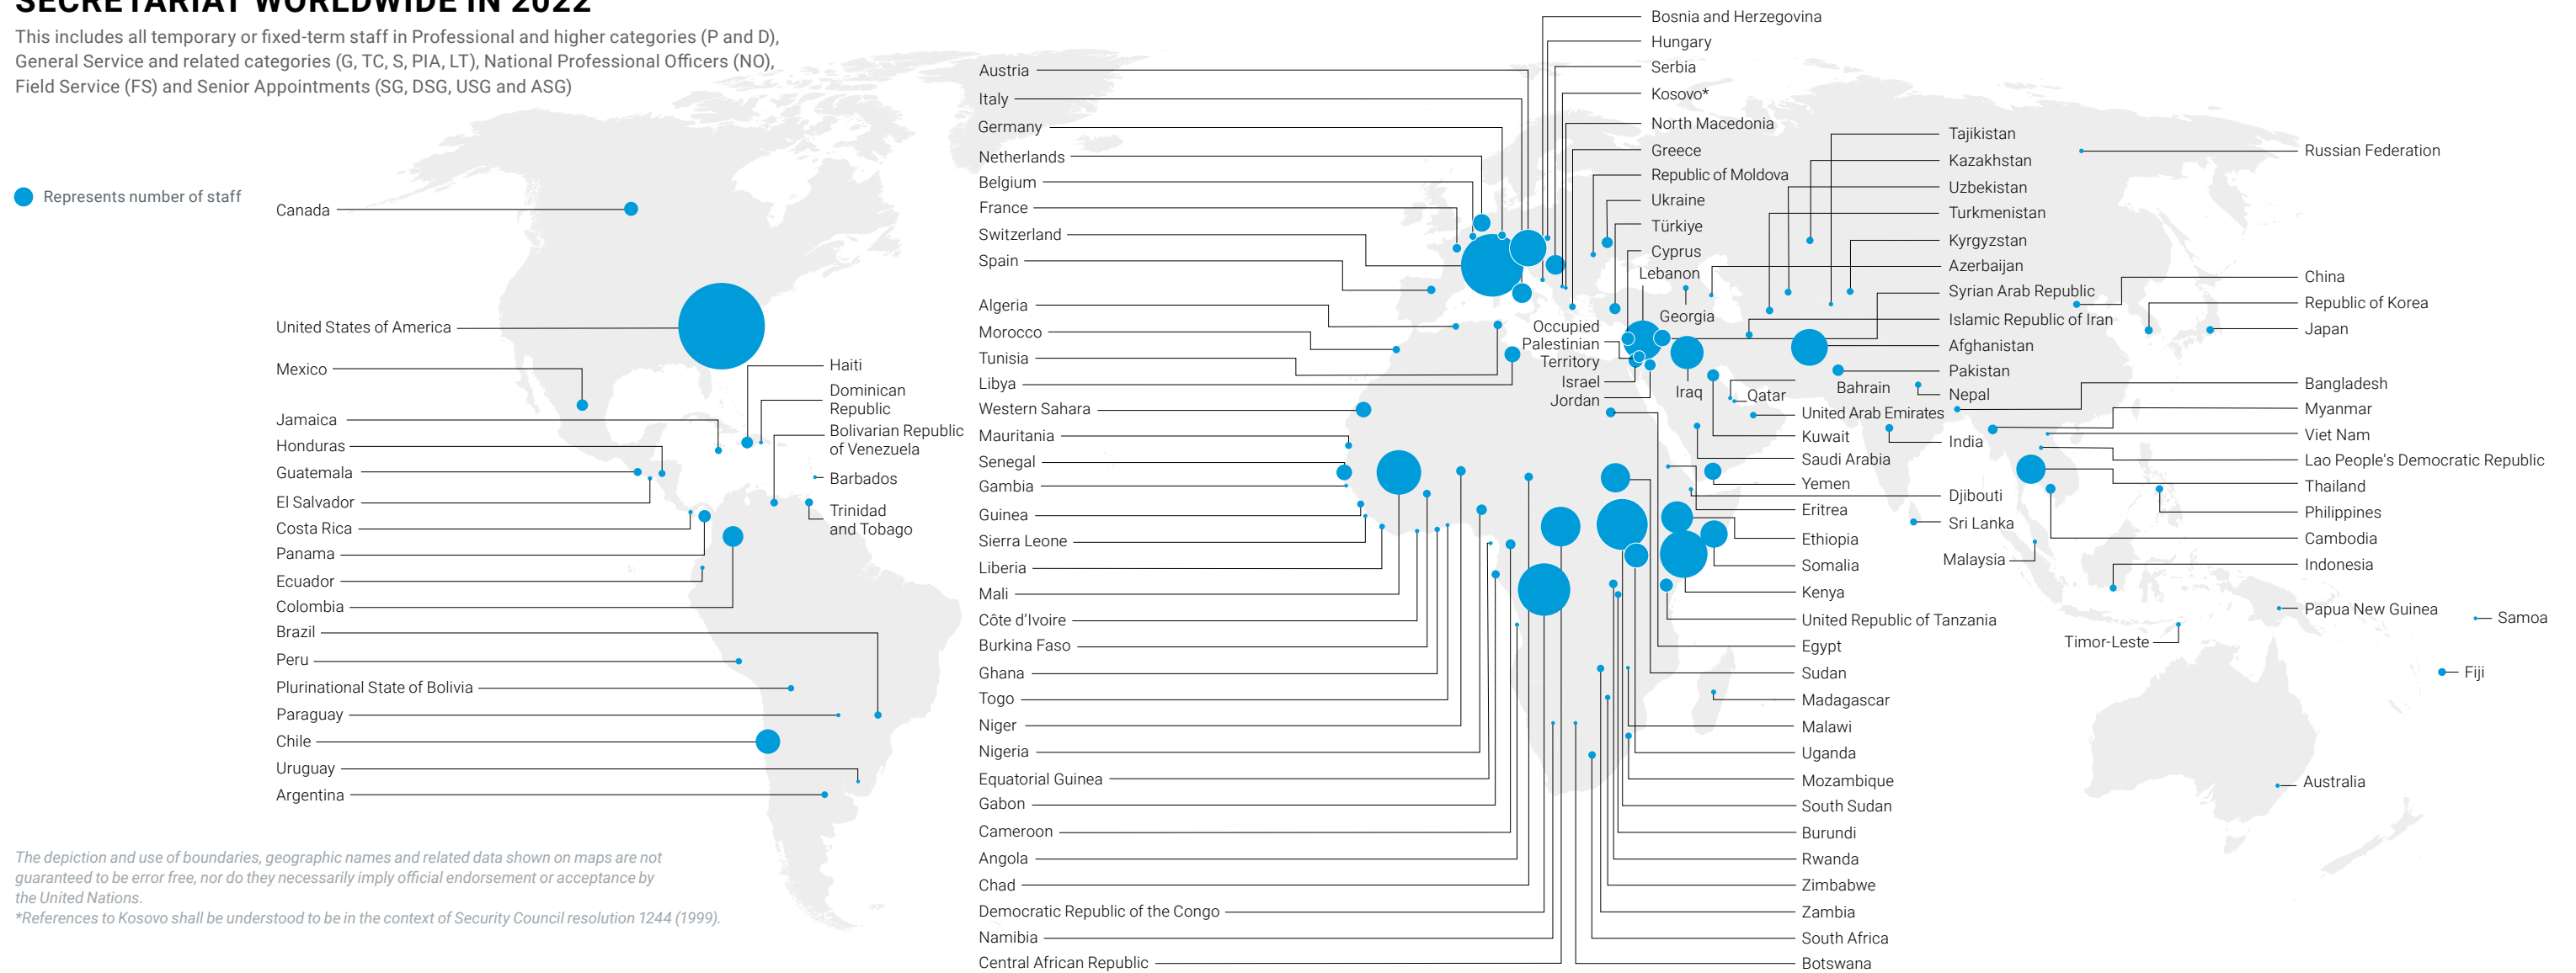 SECRETARIAT WORLDWIDE IN 2022
This includes all temporary or fixed-term staff in Professional and higher categories (P and D),
General Service and related categories (G, TC, S, PIA, LT), National Professional Officers (NO),
Field Service (FS) and Senior Appointments (SG, DSG, USG and ASG)
Represents number of staff
Canada
United States of America
Mexico
Jamaica
Honduras
Guatemala
El Salvador
Costa Rica
Panama
Ecuador
Colombia
Brazil
Peru
Plurinational State of Bolivia
Paraguay
Chile
Uruguay
Argentina
Haiti
Dominican
Republic
Bolivarian Republic
of Venezuela
Barbados
Trinidad
and Tobago
Austria
Italy
Germany
Netherlands
Belgium
France
Switzerland
Spain
Algeria
Morocco
Tunisia
Libya
Western Sahara
Mauritania
Senegal
Gambia
Guinea
Sierra Leone
Liberia
Mali
Côte d’Ivoire
Burkina Faso
Ghana
Togo
Niger
Nigeria
Equatorial Guinea
Gabon
Cameroon
Angola
Chad
Democratic Republic of the Congo
Namibia
Central African Republic
Bosnia and Herzegovina
Hungary
Serbia
Kosovo*
North Macedonia
Greece
Republic of Moldova
Ukraine
Türkiye
Cyprus
Lebanon
Georgia
Occupied
Palestinian
Territory
Israel
Jordan
Iraq
Qatar
Bahrain
United Arab Emirates
Kuwait
Saudi Arabia
Yemen
Djibouti
Eritrea
Ethiopia
Somalia
Kenya
United Republic of Tanzania
Egypt
Sudan
Madagascar
Malawi
Uganda
Mozambique
South Sudan
Burundi
Rwanda
Zimbabwe
Zambia
South Africa
Botswana
Tajikistan
Kazakhstan
Uzbekistan
Turkmenistan
Kyrgyzstan
Azerbaijan
Syrian Arab Republic
Islamic Republic of Iran
Afghanistan
Pakistan
Nepal
India
Sri Lanka
Malaysia
Russian Federation
China
Republic of Korea
Japan
Bangladesh
Myanmar
Viet Nam
Lao People's Democratic Republic
Thailand
Philippines
Cambodia
Indonesia
Papua New Guinea
Samoa
Timor-Leste
Fiji
Australia
The depiction and use of boundaries, geographic names and related data shown on maps are not
guaranteed to be error free, nor do they necessarily imply official endorsement or acceptance by
the United Nations.
*References to Kosovo shall be understood to be in the context of Security Council resolution 1244 (1999).